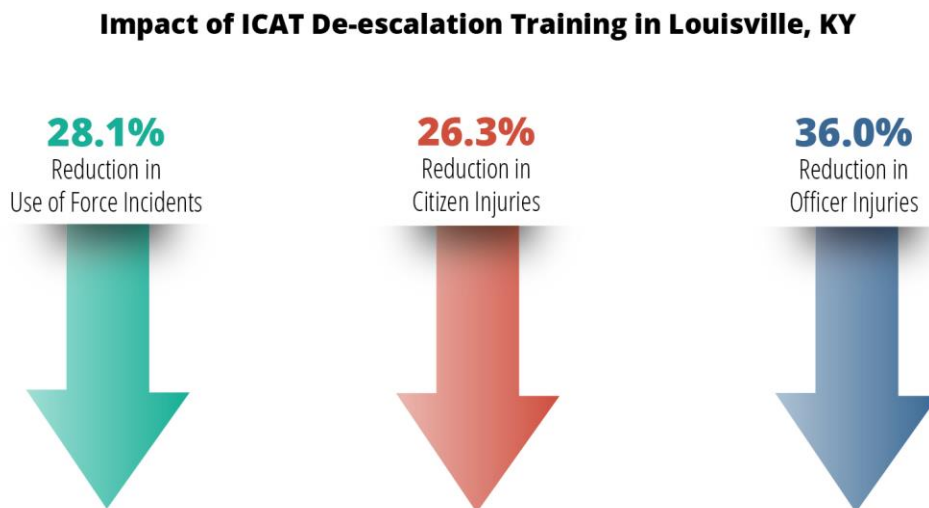 Impact of ICAT De-escalation Training in Louisville, KY
28.1%
Reduction in
Use of Force Incidents
26.3%
Reduction in
Citizen Injuries
36.0%
Reduction in
Officer Injuries